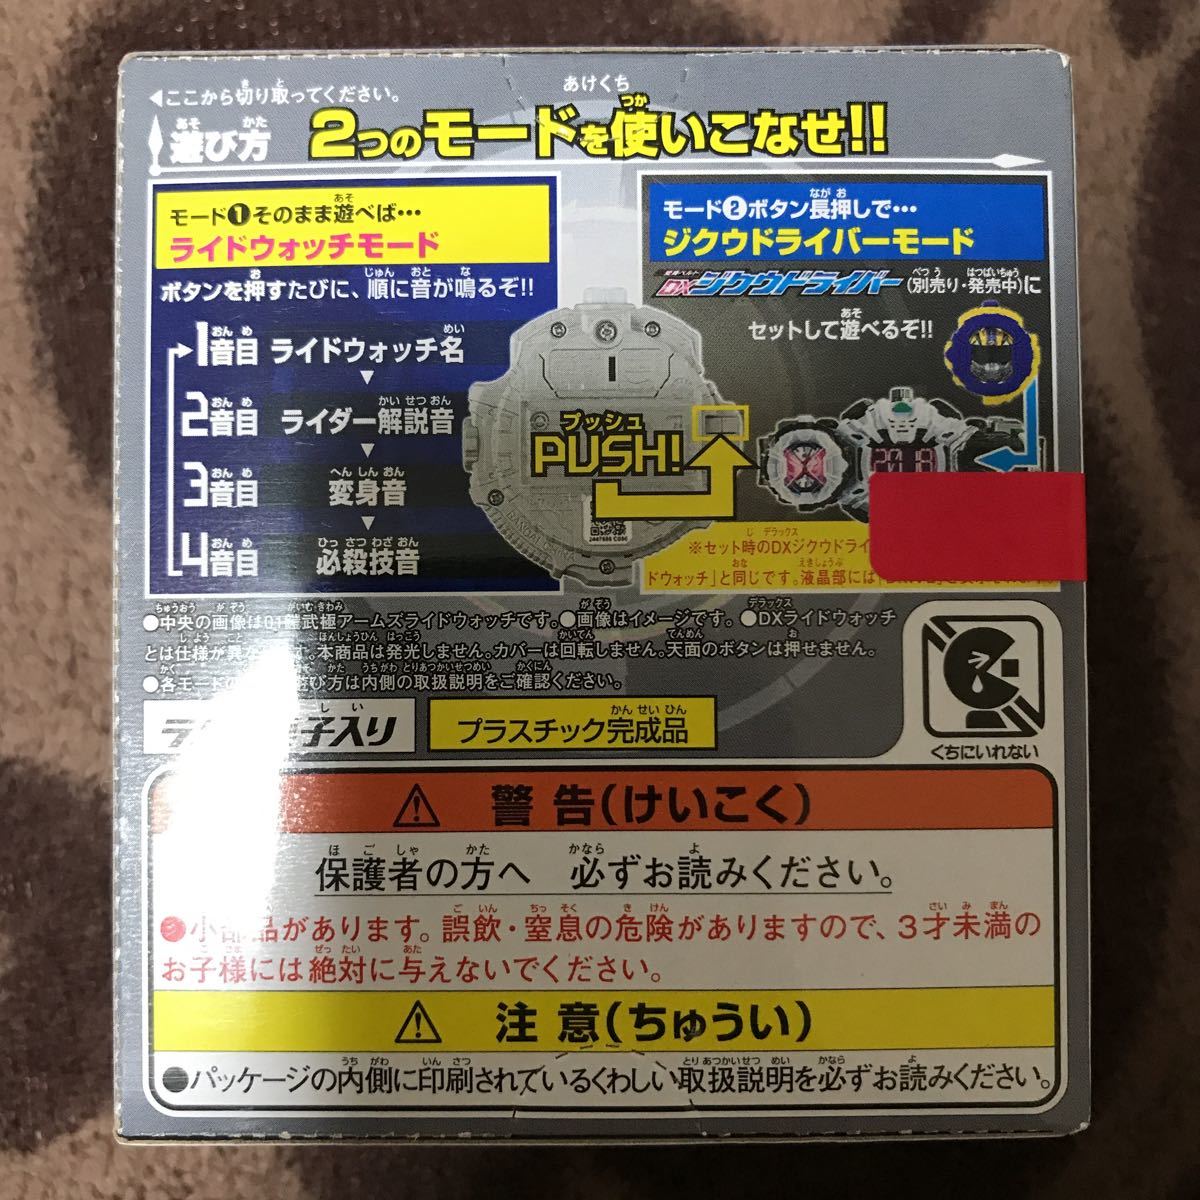 あけくち
◀ここから切り取ってください。
遊び方 2つのモードを使いこなせ!!
モード❶そのまま遊べば…
ライドウォッチモード
ボタンを押すたびに、順に音が鳴るぞ!!
1音目 ライドウォッチ名
2音目 ライダー解説音
3音目 変身音
4音目 必殺技音
プッシュ
PUSH!
モード❷ボタン長押しで…
ジクウドライバーモード
変身ベルト
DXジクウドライバー(別売り・発売中)に
セットして遊べるぞ!!
2018
※セット時のDXジクウドライ
ドウォッチ」と同じです。液晶部には
●中央の画像は01鎧武極アームズライドウォッチです。●画像はイメージです。●DXライドウォッチ
とは仕様が異 本商品は発光しません。カバーは回転しません。天面のボタンは押せません。
●各モード 遊び方は内側の取扱説明をご確認ください。
子入り
プラスチック完成品
くちにいれない
警告(けいこく)
保護者の方へ 必ずお読みください。
●小部品があります。誤飲・窒息の危険がありますので、3才未満の
お子様には絶対に与えないでください。
注意(ちゅうい)
●パッケージの内側に印刷されているくわしい取扱説明を必ずお読みください。